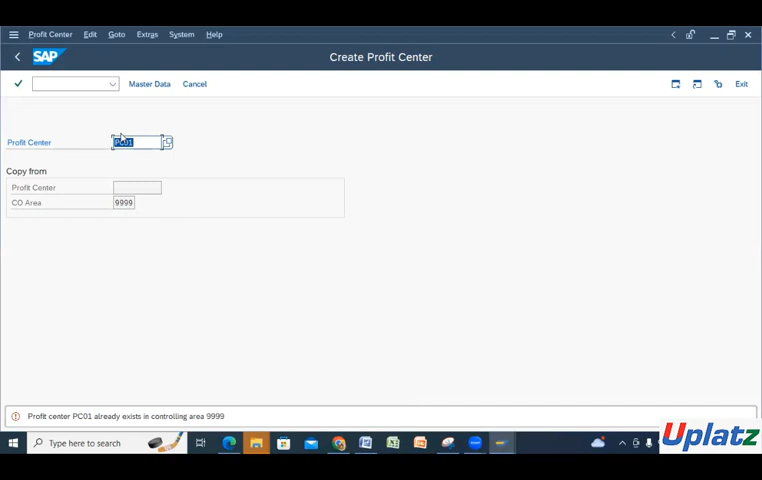 Profit Center Edit Goto Extras System Help
SAP Create Profit Center
Master Data Cancel Exit
Profit Center PC01
Copy from
Profit Center
CO Area 9999
Profit center PC01 already exists in controlling area 9999
Type here to search
Uplatz